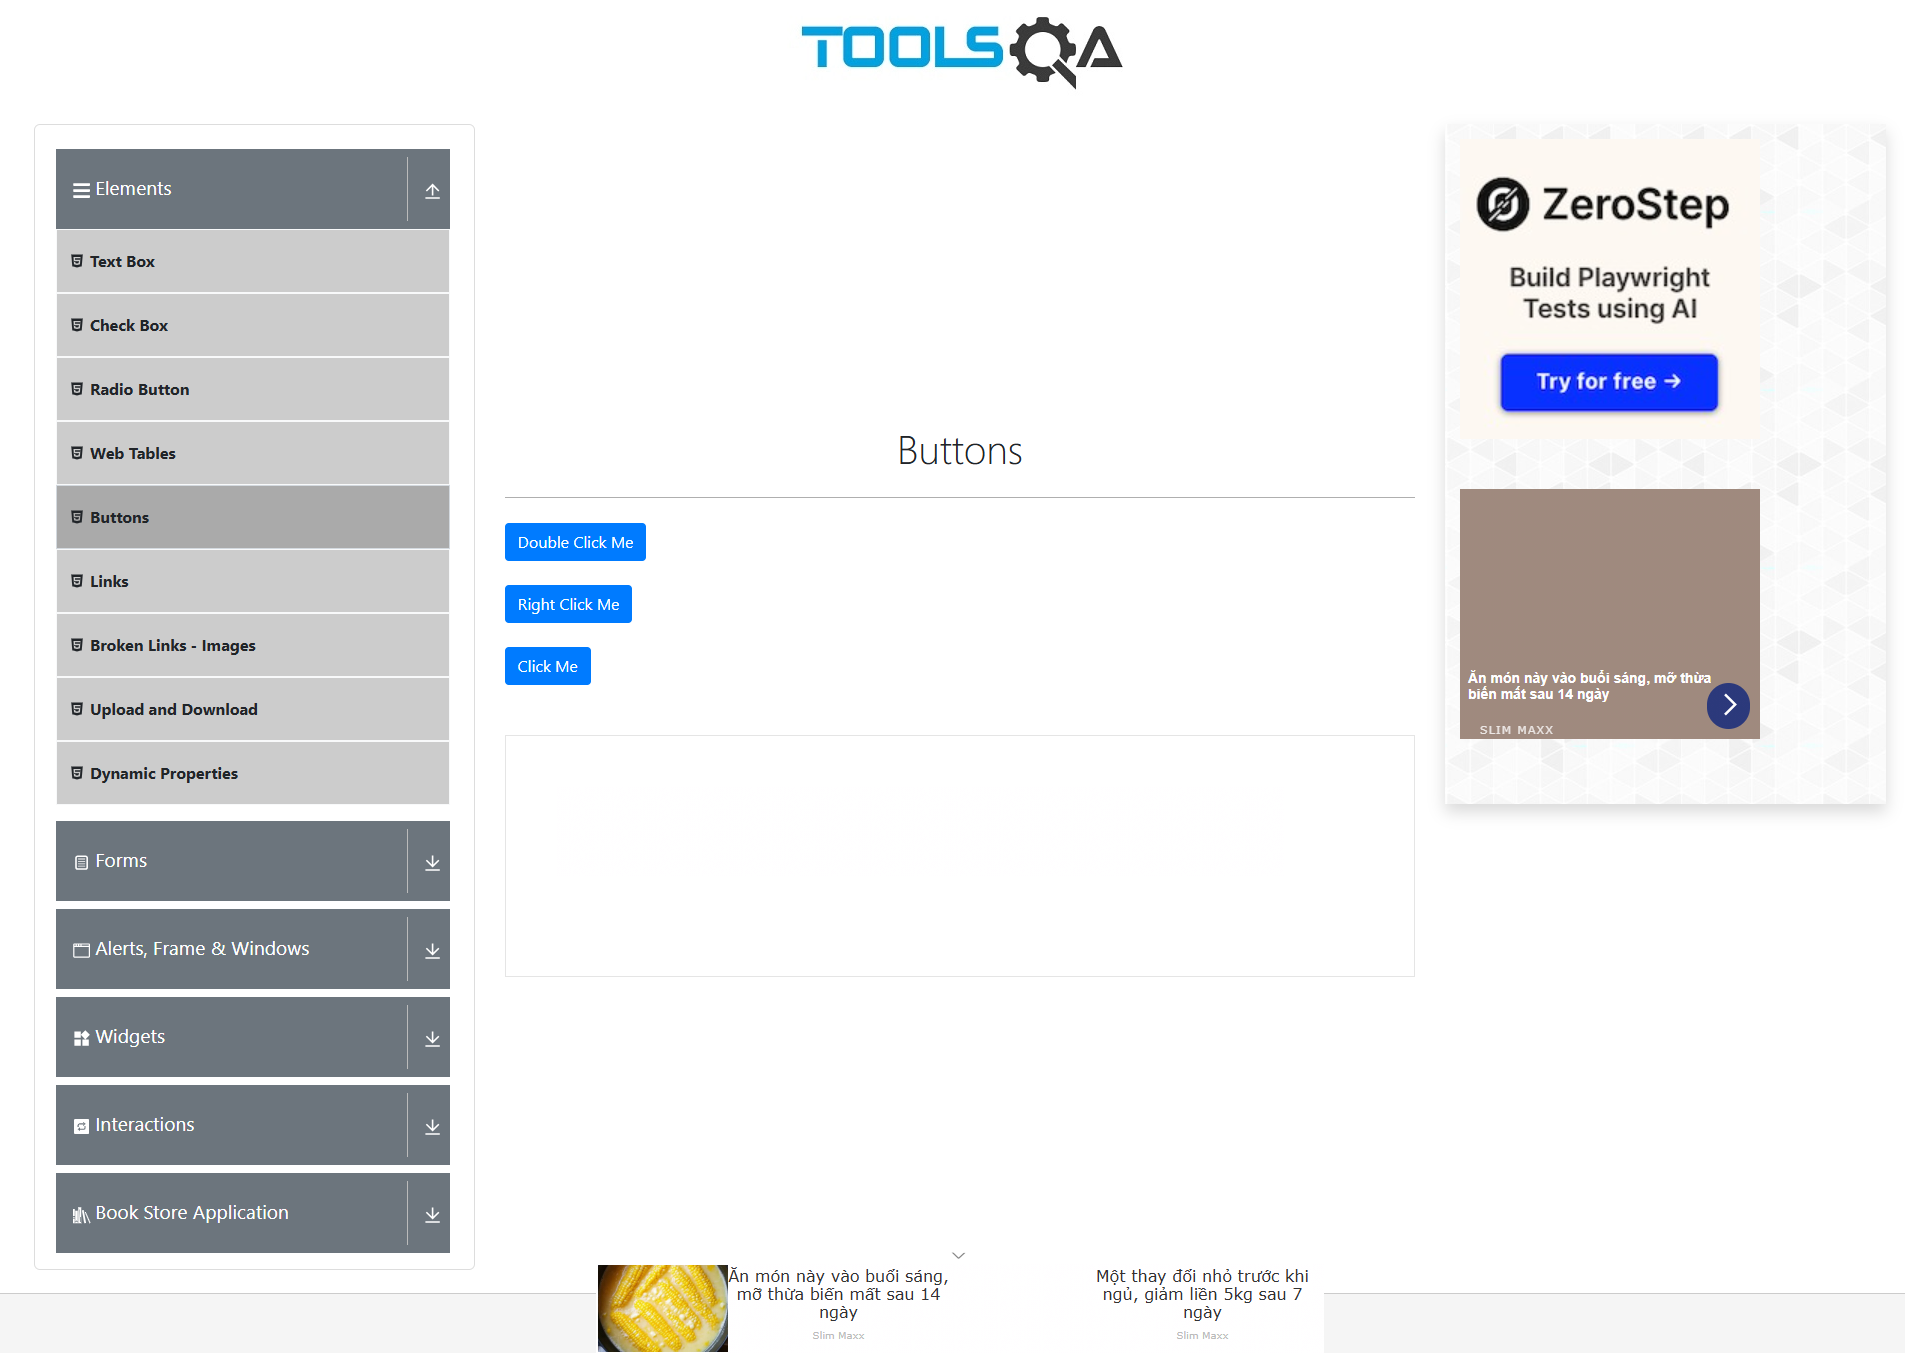 TOOLSQA
Elements
Text Box
Check Box
Radio Button
Web Tables
Buttons
Links
Broken Links - Images
Upload and Download
Dynamic Properties
Forms
Alerts, Frame & Windows
Widgets
Interactions
Book Store Application
Buttons
Double Click Me
Right Click Me
Click Me
ZeroStep
Build Playwright
Tests using AI
Try for free →
Ăn món này vào buổi sáng, mỡ thừa
biến mất sau 14 ngày
SLIM MAXX
Ăn món này vào buổi sáng,
mỡ thừa biến mất sau 14
ngày
Slim Maxx
Một thay đổi nhỏ trước khi
ngủ, giảm liền 5kg sau 7
ngày
Slim Maxx